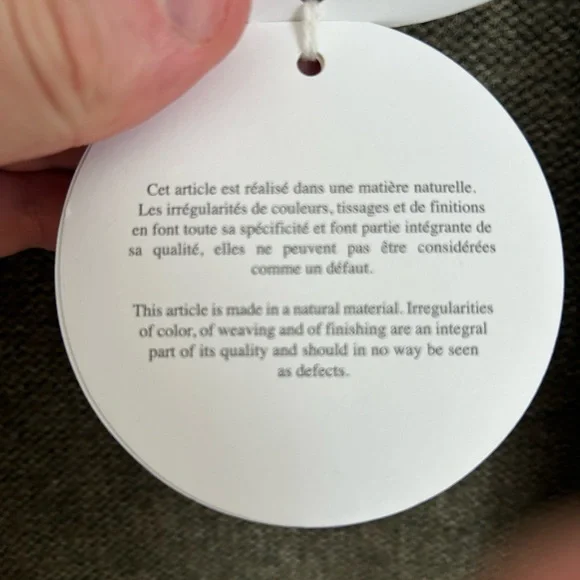 Cet article est réalisé dans une matière naturelle.
Les irrégularités de couleurs, tissages et de finitions
en font toute sa spécificité et font partie intégrante de
sa qualité, elles ne peuvent pas être considérées
comme un défaut.
This article is made in a natural material. Irregularities
of color, of weaving and of finishing are an integral
part of its quality and should in no way be seen
as defects.